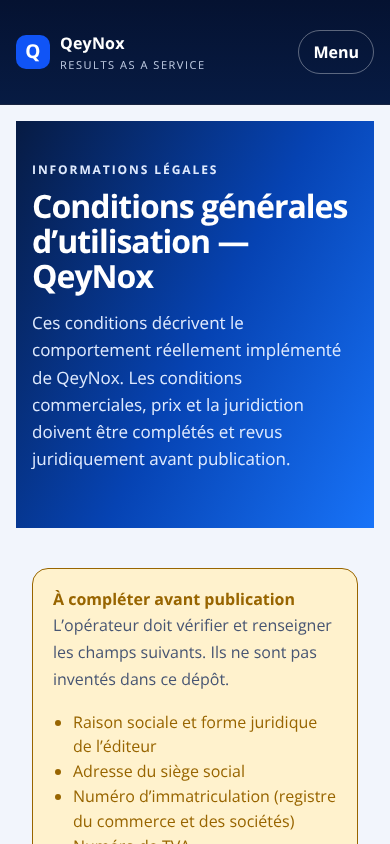 Q
QeyNox
RESULTS AS A SERVICE
Menu
INFORMATIONS LÉGALES
Conditions générales
d’utilisation —
QeyNox
Ces conditions décrivent le
comportement réellement implémenté
de QeyNox. Les conditions
commerciales, prix et la juridiction
doivent être complétés et revus
juridiquement avant publication.
À compléter avant publication
L’opérateur doit vérifier et renseigner
les champs suivants. Ils ne sont pas
inventés dans ce dépôt.
• Raison sociale et forme juridique
de l’éditeur
• Adresse du siège social
• Numéro d’immatriculation (registre
du commerce et des sociétés)
• Numéro de TVA